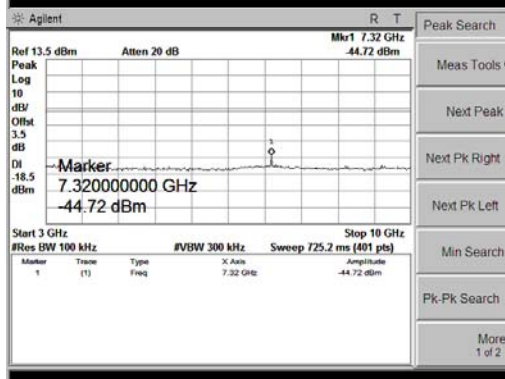 Agilent R T
Peak Search
Mkr1 7.32 GHz
Ref 13.5 dBm Atten 20 dB -44.72 dBm
Peak
Log
10
dB/
Offst
3.5
dB
DI
-18.5
dBm
1
Marker
7.320000000 GHz
-44.72 dBm
Start 3 GHz Stop 10 GHz
#Res BW 100 kHz #VBW 300 kHz Sweep 725.2 ms (401 pts)
Marker Trace Type X Axis Amplitude
1 (1) Freq 7.32 GHz -44.72 dBm
Meas Tools
Next Peak
Next Pk Right
Next Pk Left
Min Search
Pk-Pk Search
More
1 of 2